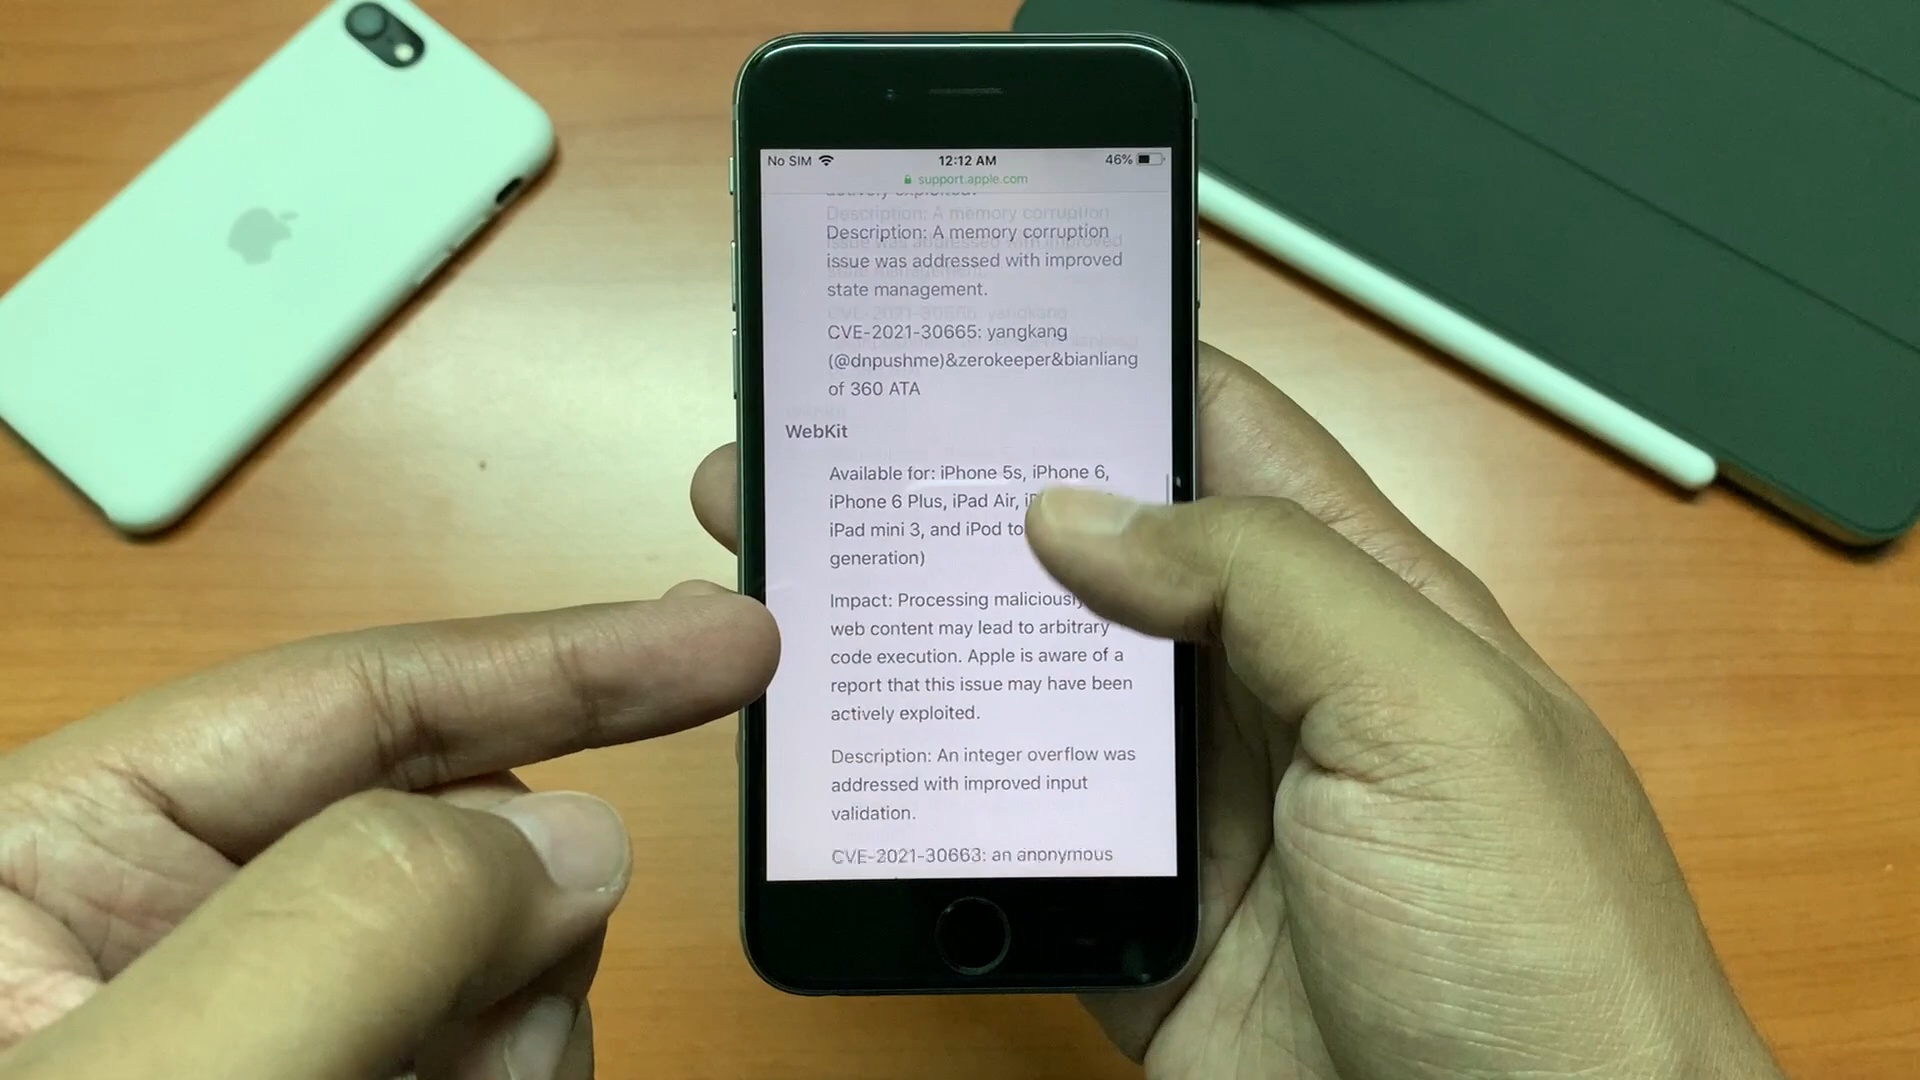 No SIM 12:12 AM 46%
support.apple.com
actively exploited.
Description: A memory corruption
issue was addressed with improved
state management.
CVE-2021-30665: yangkang
(@dnpushme)&zerokeeper&bianliang
of 360 ATA
WebKit
Available for: iPhone 5s, iPhone 6,
iPhone 6 Plus, iPad Air,
iPad mini 3, and iPod
generation)
Impact: Processing maliciously
web content may lead to arbitrary
code execution. Apple is aware of a
report that this issue may have been
actively exploited.
Description: An integer overflow was
addressed with improved input
validation.
CVE-2021-30663: an anonymous